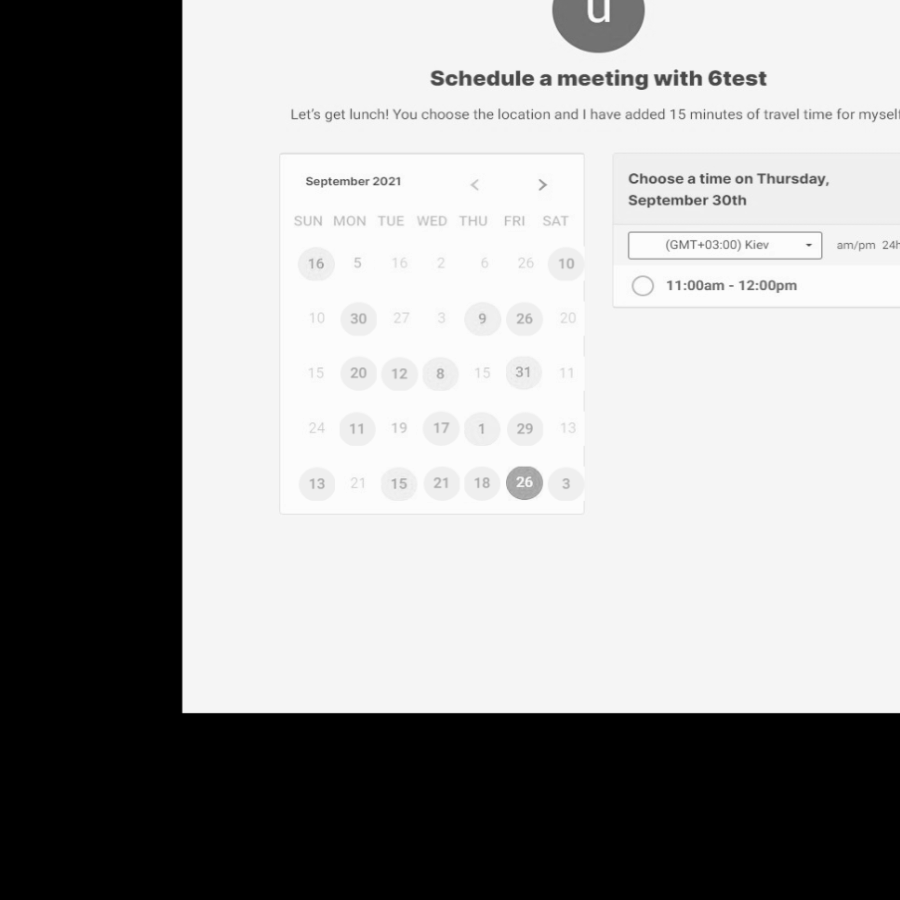 u
Schedule a meeting with 6test
Let's get lunch! You choose the location and I have added 15 minutes of travel time for myself
September 2021 < >
SUN MON TUE WED THU FRI SAT
16 5 16 2 6 26 10
10 30 27 3 9 26 20
15 20 12 8 15 31 11
24 11 19 17 1 29 13
13 21 15 21 18 26 3
Choose a time on Thursday,
September 30th
(GMT+03:00) Kiev am/pm 24h
11:00am - 12:00pm